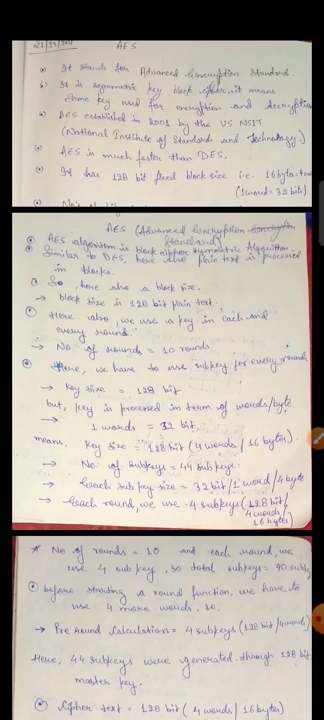 21/12/2021
AES
It stands for Advanced Encryption Standard.
It is symmetric key block cipher, it means
same key used for encryption and decryption
AES established in 2001 by the US NSIT
(National Institute of Standards and Technology.)
AES is much faster than DES.
It has 128 bit fixed block size i.e. 16 byte =
(1 word = 32 bits)
AES (Advanced Encryption
Standard)
AES algorithm is block cipher symmetric Algorithm.
Similar to DES, here also plain text is processed
in blocks.
So, here also a block size.
→ block size is 128 bit plain text.
Here also, we use a key in each and
every round.
→ No of rounds = 10 rounds.
Here, we have to use subkey for every round
→ Key size = 128 bit
but, key is processed in term of words/byte
→ 1 words = 32 bit.
means. Key size = 128 bit (4 words / 16 bytes).
→ No. of subkeys = 44 subkeys.
→ Each sub key size = 32 bit / 1 word / 4 byte
→ Each round, we use 4 subkeys (128 bit /
4 words /
16 bytes)
* No of rounds = 10 and each round, we
use 4 sub key, so total subkeys = 40 subkey
before starting a round function, we have to
use 4 more words, so.
→ Pre round Calculation = 4 subkeys (128 bit / 4 words)
Here, 44 subkeys were generated through 128 bit
master key.
Cipher text = 128 bit (4 words / 16 bytes)